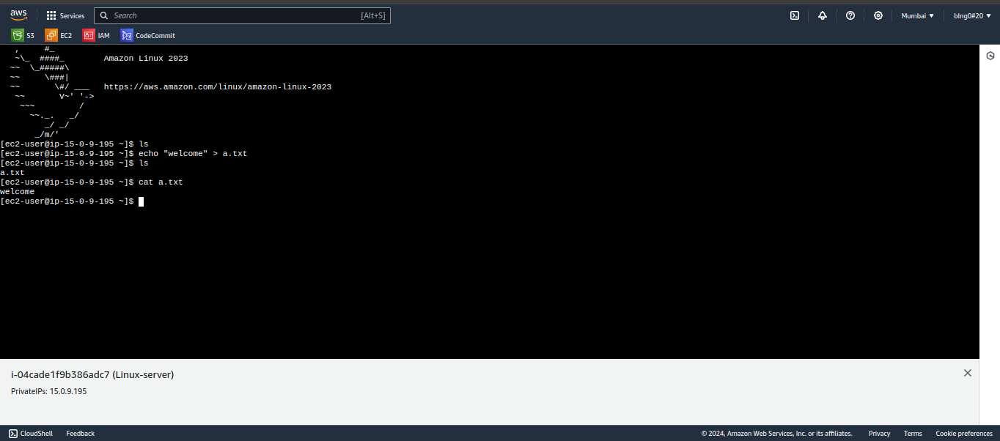 aws Services Search [Alt+S] Mumbai ▼ blng0#20 ▼
S3 EC2 IAM CodeCommit
   ,     #_
   ~\_  ####_        Amazon Linux 2023
  ~~  \_#####\
  ~~     \###|
  ~~       \#/ ___   https://aws.amazon.com/linux/amazon-linux-2023
   ~~       V~' '->
    ~~~         /
      ~~._.   _/
         _/ _/
       _/m/'
[ec2-user@ip-15-0-9-195 ~]$ ls
[ec2-user@ip-15-0-9-195 ~]$ echo "welcome" > a.txt
[ec2-user@ip-15-0-9-195 ~]$ ls
a.txt
[ec2-user@ip-15-0-9-195 ~]$ cat a.txt
welcome
[ec2-user@ip-15-0-9-195 ~]$
i-04cade1f9b386adc7 (Linux-server)
PrivateIPs: 15.0.9.195
CloudShell Feedback © 2024, Amazon Web Services, Inc. or its affiliates. Privacy Terms Cookie preferences